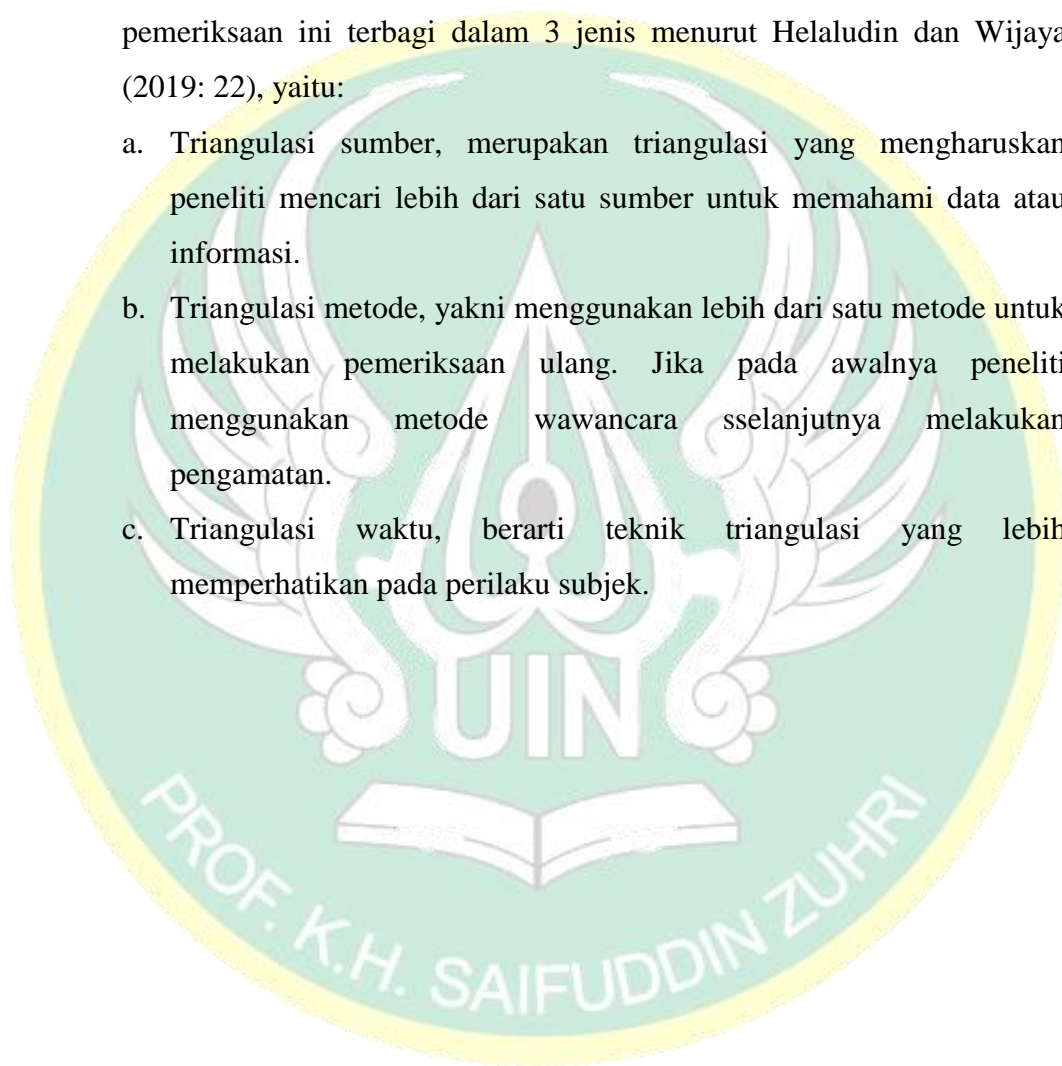 pemeriksaan ini terbagi dalam 3 jenis menurut Helaludin dan Wijaya
(2019: 22), yaitu:
a. Triangulasi sumber, merupakan triangulasi yang mengharuskan
peneliti mencari lebih dari satu sumber untuk memahami data atau
informasi.
b. Triangulasi metode, yakni menggunakan lebih dari satu metode untuk
melakukan pemeriksaan ulang. Jika pada awalnya peneliti
menggunakan metode wawancara sselanjutnya melakukan
pengamatan.
c. Triangulasi waktu, berarti teknik triangulasi yang lebih
memperhatikan pada perilaku subjek.
UIN
PROF. K.H. SAIFUDDIN ZUHRI